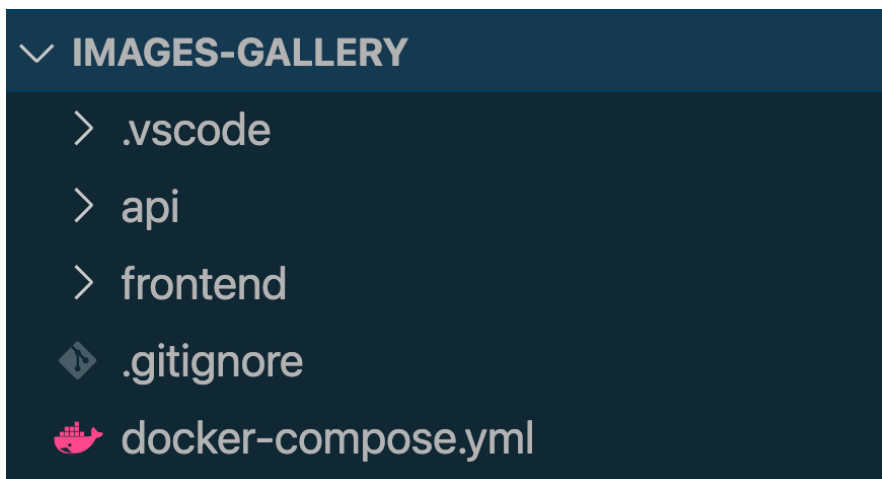 IMAGES-GALLERY
.vscode
api
frontend
.gitignore
docker-compose.yml